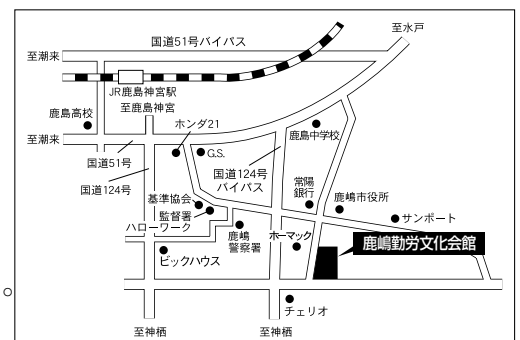 至水戸
国道51号バイパス
至潮来
JR鹿島神宮駅
至鹿島神宮
鹿島高校
ホンダ21
鹿島中学校
至潮来
G.S.
国道51号
国道124号
バイパス
国道124号
常陽
銀行
基準協会
監督署
ハローワーク
鹿嶋市役所
サンポート
鹿嶋
警察署
ホーマック
鹿嶋勤労文化会館
ビックハウス
チェリオ
至神栖
至神栖